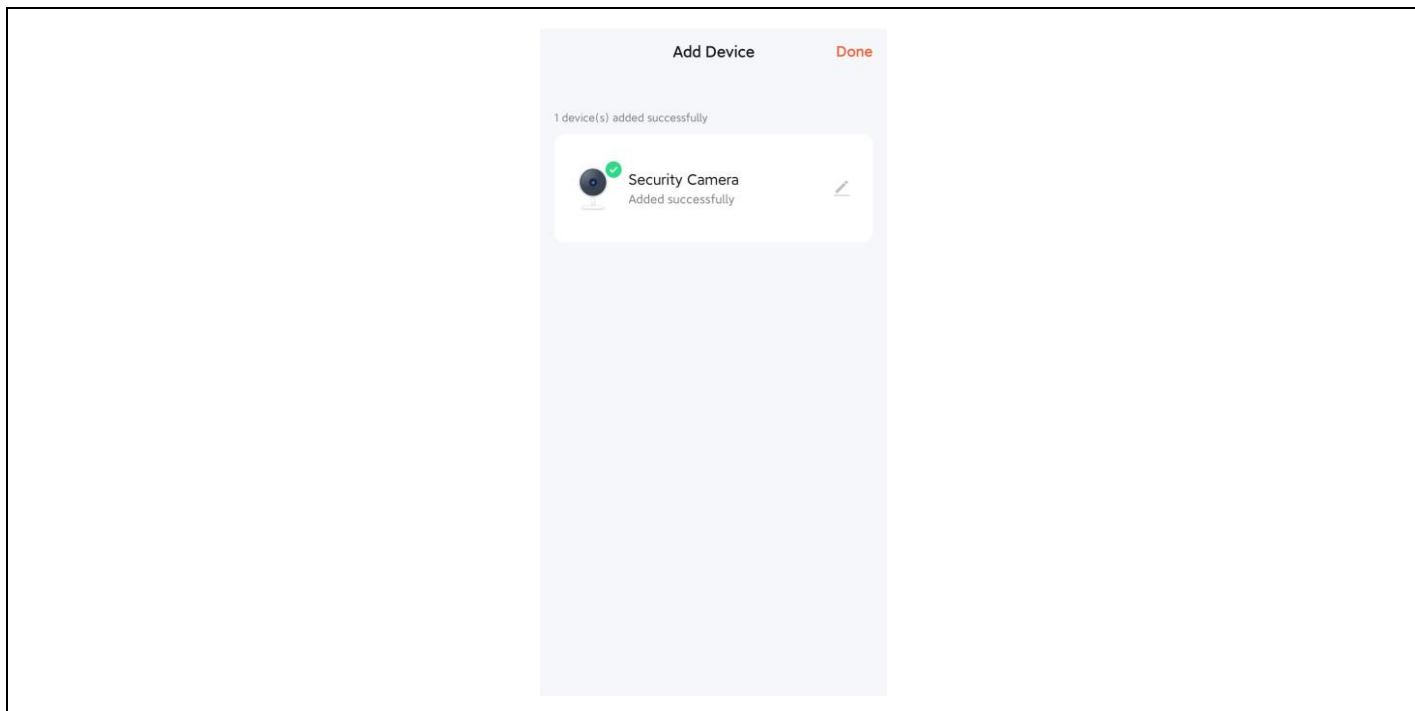 Add Device
Done
1 device(s) added successfully
Security Camera
Added successfully